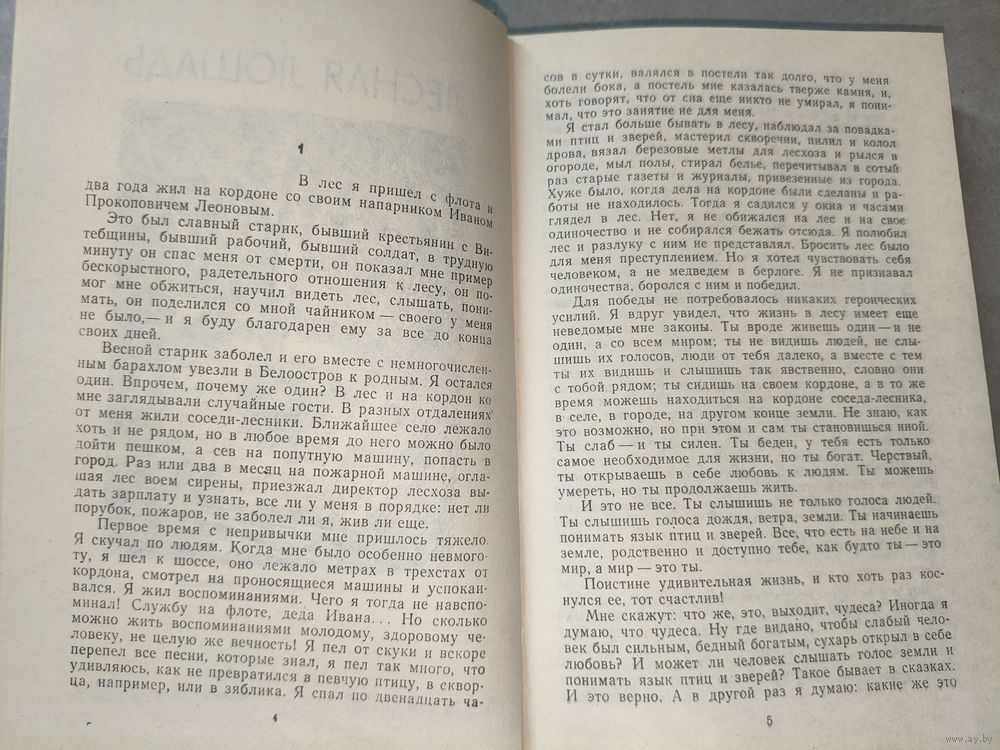 1
В лес я пришел с флота и
два года жил на кордоне со своим напарником Иваном
Прокоповичем Леоновым.
Это был славный старик, бывший крестьянин с Ви-
тебщины, бывший рабочий, бывший солдат, в трудную
минуту он спас меня от смерти, он показал мне пример
бескорыстного, радетельного отношения к лесу, он по-
мог мне обжиться, научил видеть лес, слышать, пони-
мать, он поделился со мной чайником — своего у меня
не было,— и я буду благодарен ему за все до конца
своих дней.
Весной старик заболел и его вместе с немногочислен-
ным барахлом увезли в Белоостров к родным. Я остался
один. Впрочем, почему же один? В лес и на кордон ко
мне заглядывали случайные гости. В разных отдалениях
от меня жили соседи-лесники. Ближайшее село лежало
хоть и не рядом, но в любое время до него можно было
дойти пешком, а сев на попутную машину, попасть в
город. Раз или два в месяц на пожарной машине, огла-
шая лес воем сирены, приезжал директор лесхоза вы-
дать зарплату и узнать, все ли у меня в порядке: нет ли
порубок, пожаров, не заболел ли я, жив ли еще.
Первое время с непривычки мне пришлось тяжело.
Я скучал по людям. Когда мне было особенно невмого-
ту, я шел к шоссе, оно лежало метрах в трехстах от
кордона, смотрел на проносящиеся машины и успокаи-
вался. Я жил воспоминаниями. Чего я тогда не навспо-
минал! Службу на флоте, деда Ивана... Но сколько
можно жить воспоминаниями молодому, здоровому че-
ловеку, не целую же вечность! Я пел от скуки и вскоре
перепел все песни, которые знал, я пел так много, что
удивляюсь, как не превратился в певчую птицу, в сквор-
ца, например, или в зяблика. Я спал по двенадцать ча-
4
сов в сутки, валялся в постели так долго, что у меня
болели бока, а постель мне казалась тверже камня, и,
хоть говорят, что от сна еще никто не умирал, я пони-
мал, что это занятие не для меня.
Я стал больше бывать в лесу, наблюдал за повадка-
ми птиц и зверей, мастерил скворечни, пилил и колол
дрова, вязал березовые метлы для лесхоза и рылся в
огороде, мыл полы, стирал белье, перечитывал в сотый
раз старые газеты и журналы, привезенные из города.
Хуже было, когда дела на кордоне были сделаны и ра-
боты не находилось. Тогда я садился у окна и часами
глядел в лес. Нет, я не обижался на лес и на свое
одиночество и не собирался бежать отсюда. Я полюбил
лес и разлуку с ним не представлял. Бросить лес было
для меня преступлением. Но я хотел чувствовать себя
человеком, а не медведем в берлоге. Я не признавал
одиночества, боролся с ним и победил.
Для победы не потребовалось никаких героических
усилий. Я вдруг увидел, что жизнь в лесу имеет еще
неведомые мне законы. Ты вроде живешь один — и не
один, а со всем миром; ты не видишь людей, не слы-
шишь их голосов, люди от тебя далеко, а вместе с тем
ты их видишь и слышишь так явственно, словно они
с тобой рядом; ты сидишь на своем кордоне, а в то же
время можешь находиться на кордоне соседа-лесника,
в селе, в городе, на другом конце земли. Не знаю, как
это возможно, но при этом и сам ты становишься иной.
Ты слаб — и ты силен. Ты беден, у тебя есть только
самое необходимое для жизни, но ты богат. Черствый,
ты открываешь в себе любовь к людям. Ты можешь
умереть, но ты продолжаешь жить.
И это не все. Ты слышишь не только голоса людей.
Ты слышишь голоса дождя, ветра, земли. Ты начинаешь
понимать язык птиц и зверей. Все, что есть на небе и на
земле, родственно и доступно тебе, как будто ты — это
мир, а мир — это ты.
Поистине удивительная жизнь, и кто хоть раз кос-
нулся ее, тот счастлив!
Мне скажут: что же, это, выходит, чудеса? Иногда я
думаю, что чудеса. Ну где видано, чтобы слабый чело-
век был сильным, бедный богатым, сухарь открыл в себе
любовь? И может ли человек слышать голос земли и
понимать язык птиц и зверей? Такое бывает в сказках.
И это верно. А в другой раз я думаю: какие же это
5
www.ay.by